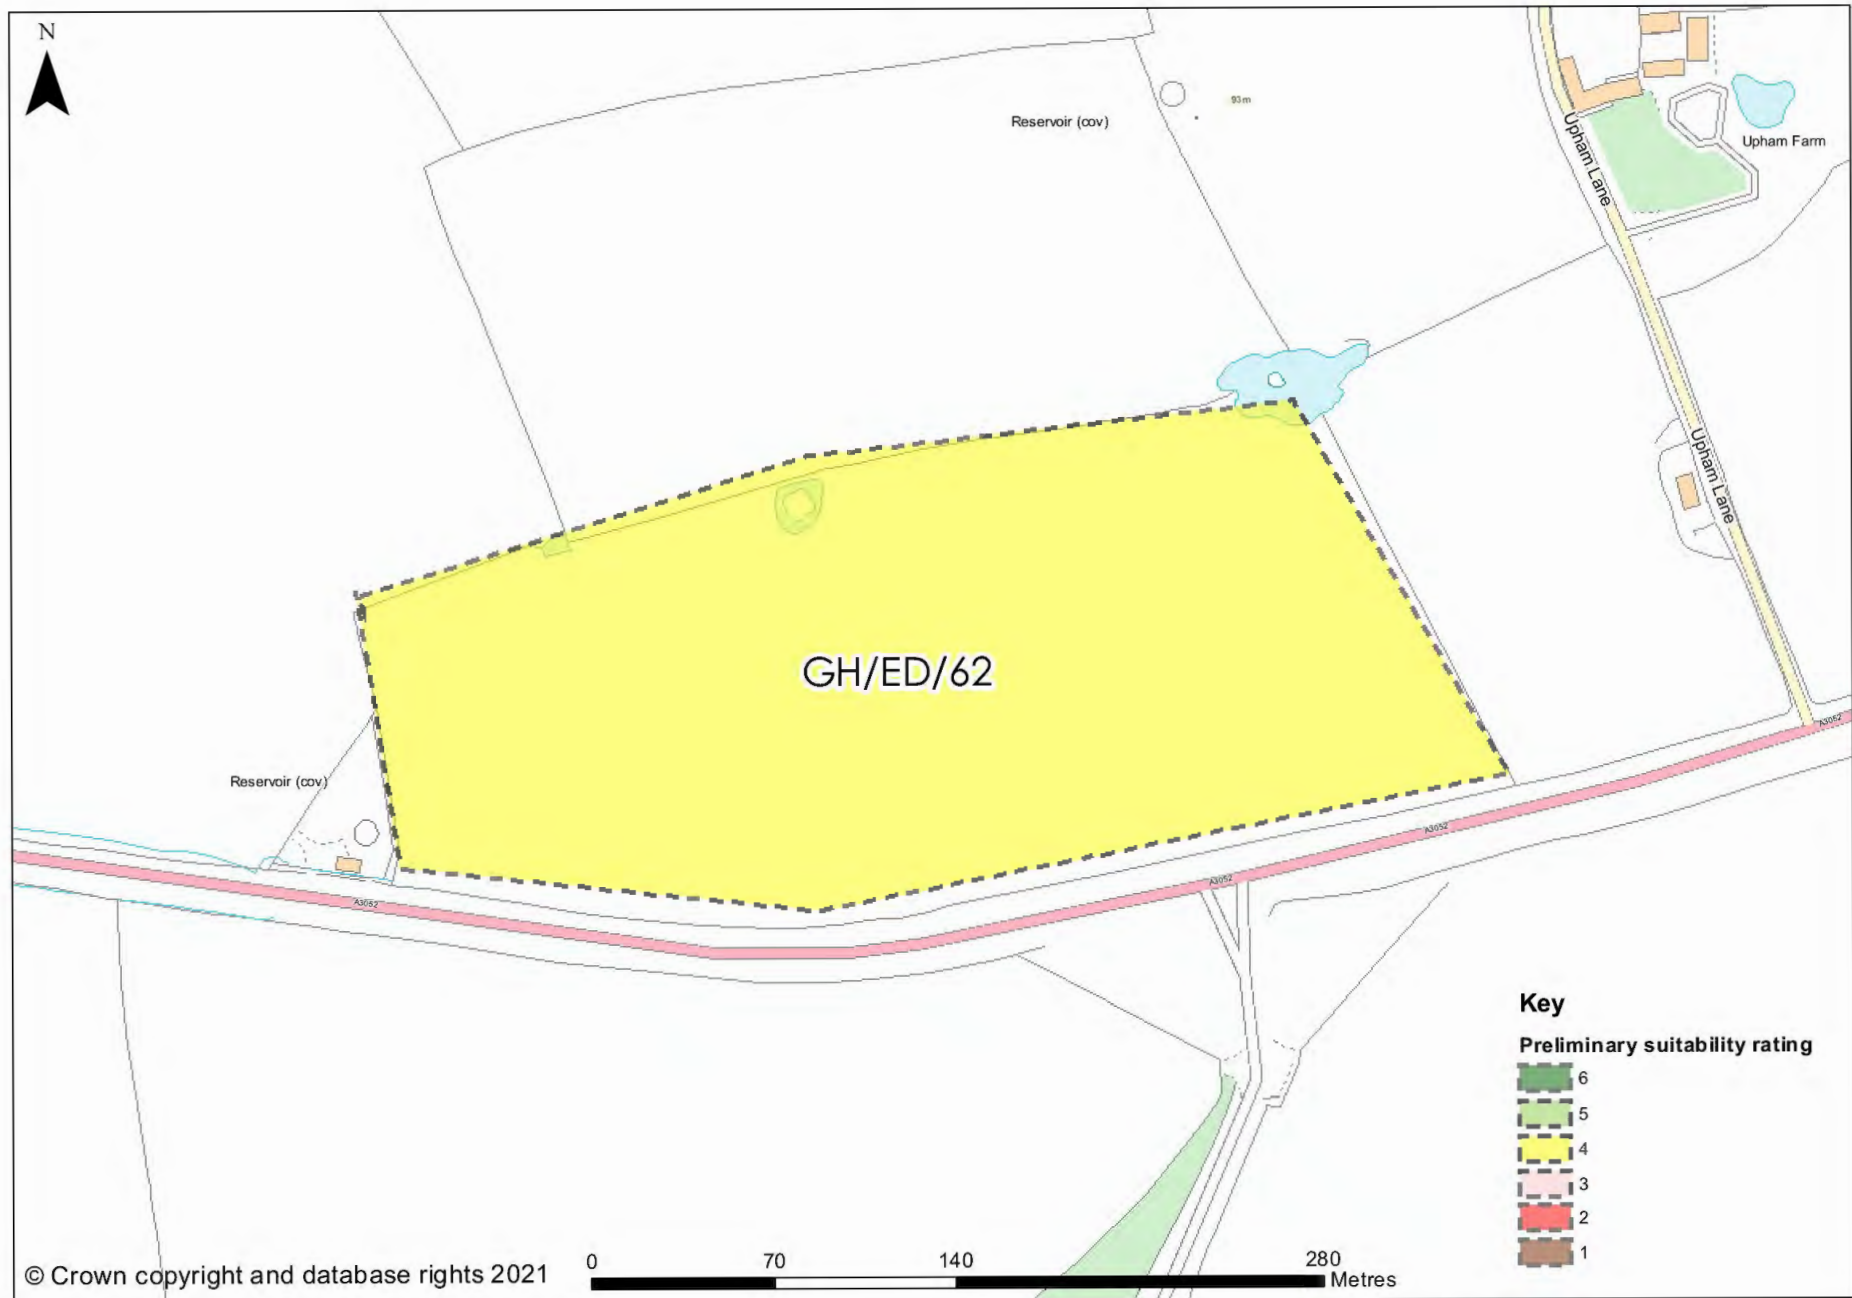 N
Reservoir (cov)
93m
Upham Lane
Upham Farm
Upham Lane
GH/ED/62
Reservoir (cov)
A3052
A3052
A3052
A3052
Key
Preliminary suitability rating
6
5
4
3
2
1
© Crown copyright and database rights 2021
0 70 140 280
Metres